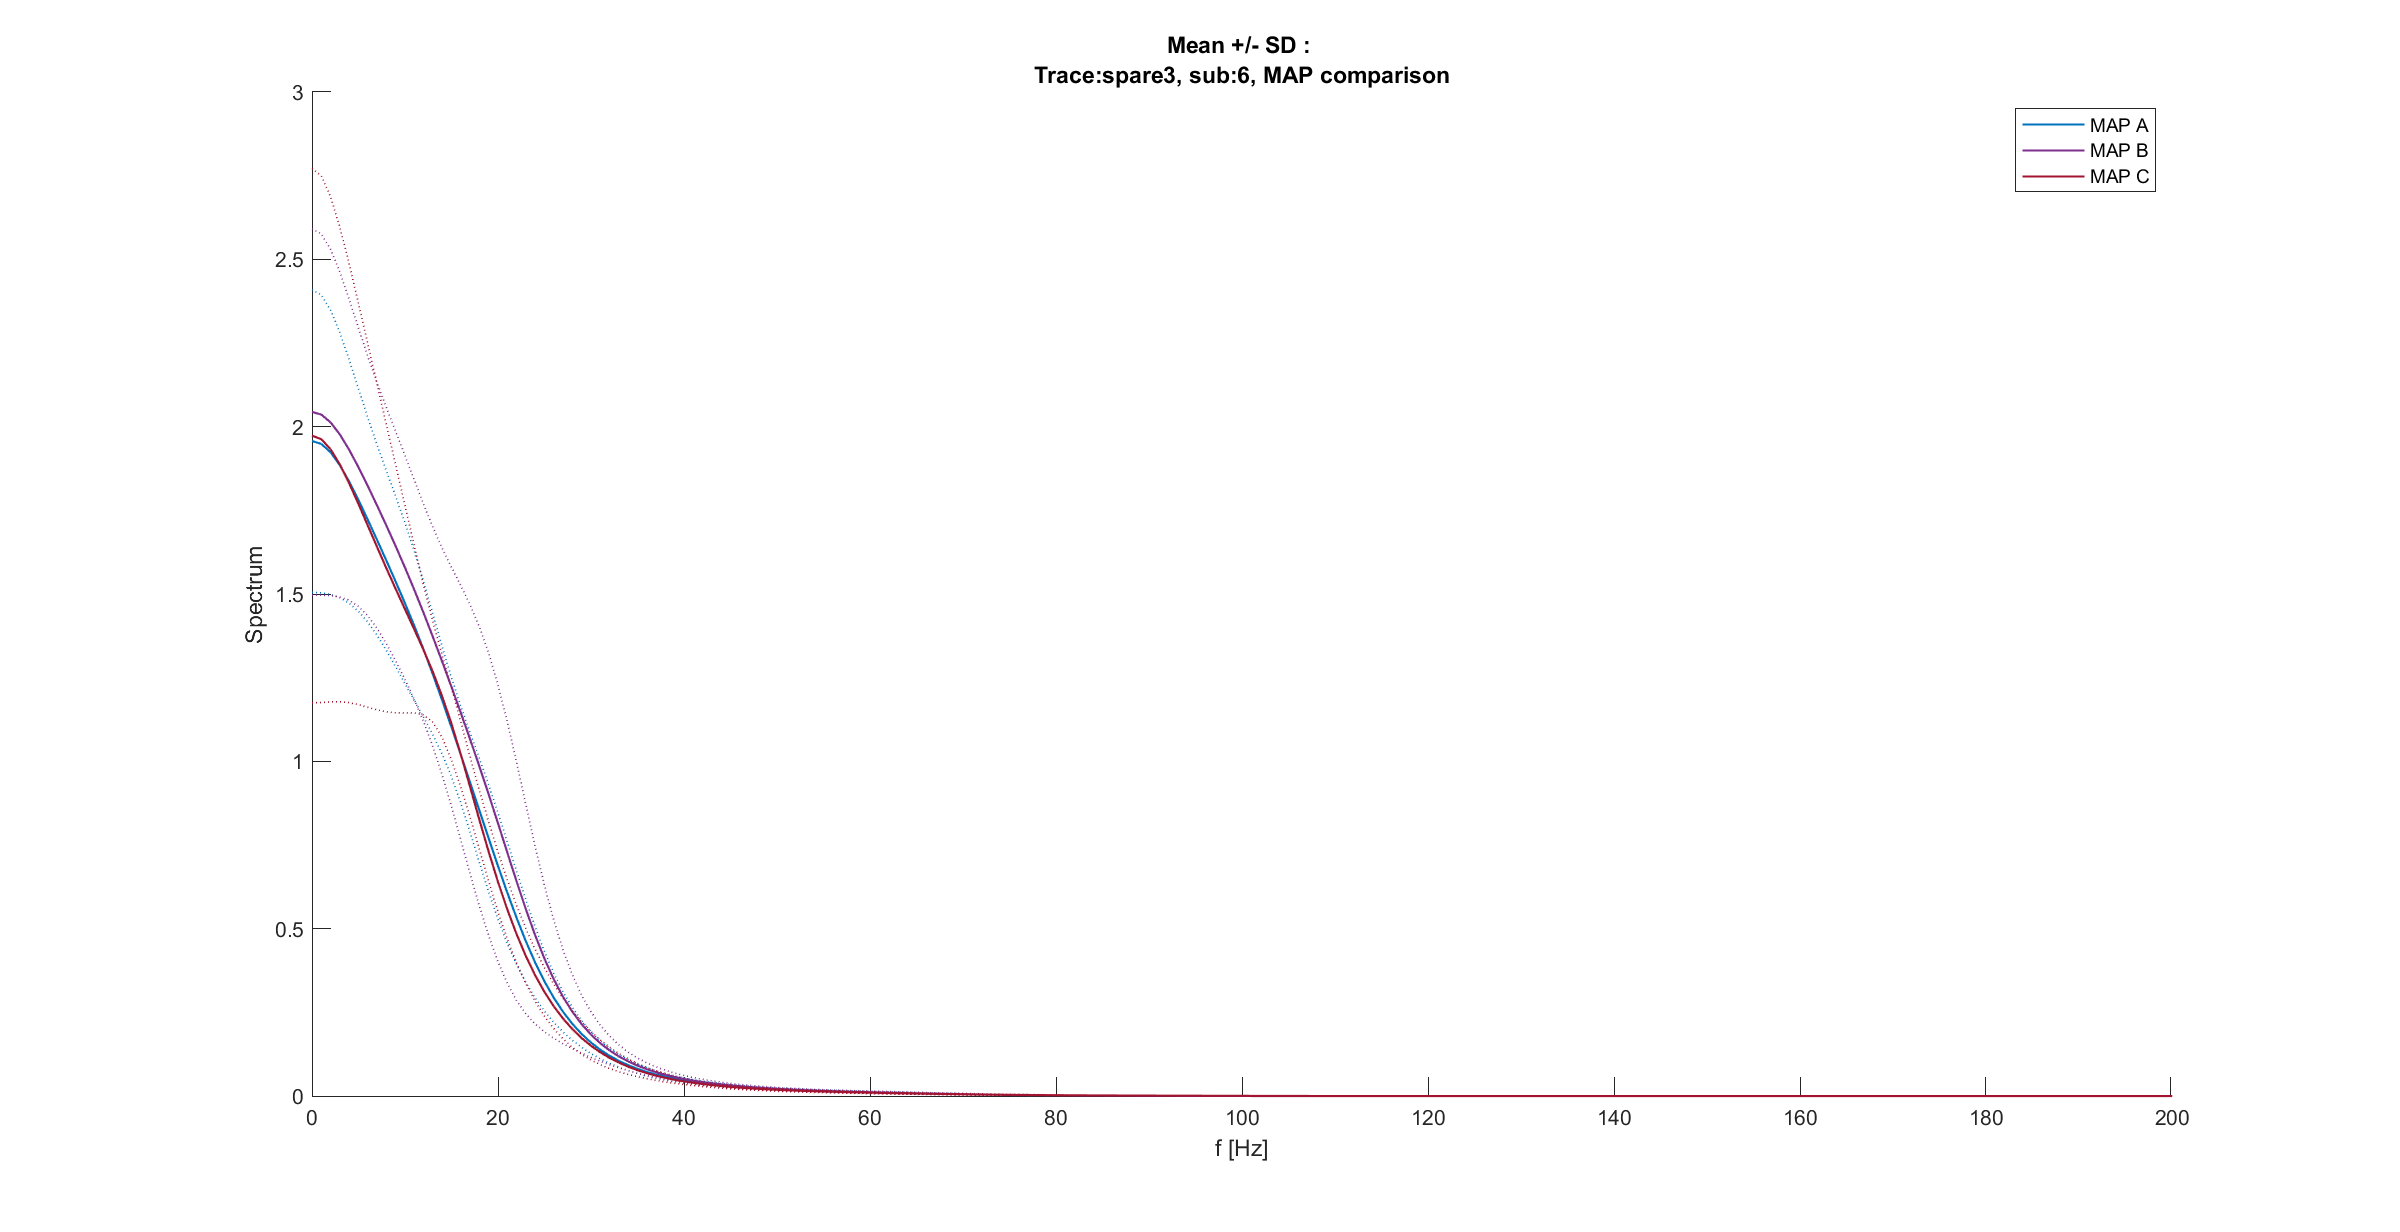 Mean +/- SD :
Trace:spare3, sub:6, MAP comparison
3
2.5
2
1.5
1
0.5
0
Spectrum
MAP A
MAP B
MAP C
0 20 40 60 80 100 120 140 160 180 200
f [Hz]